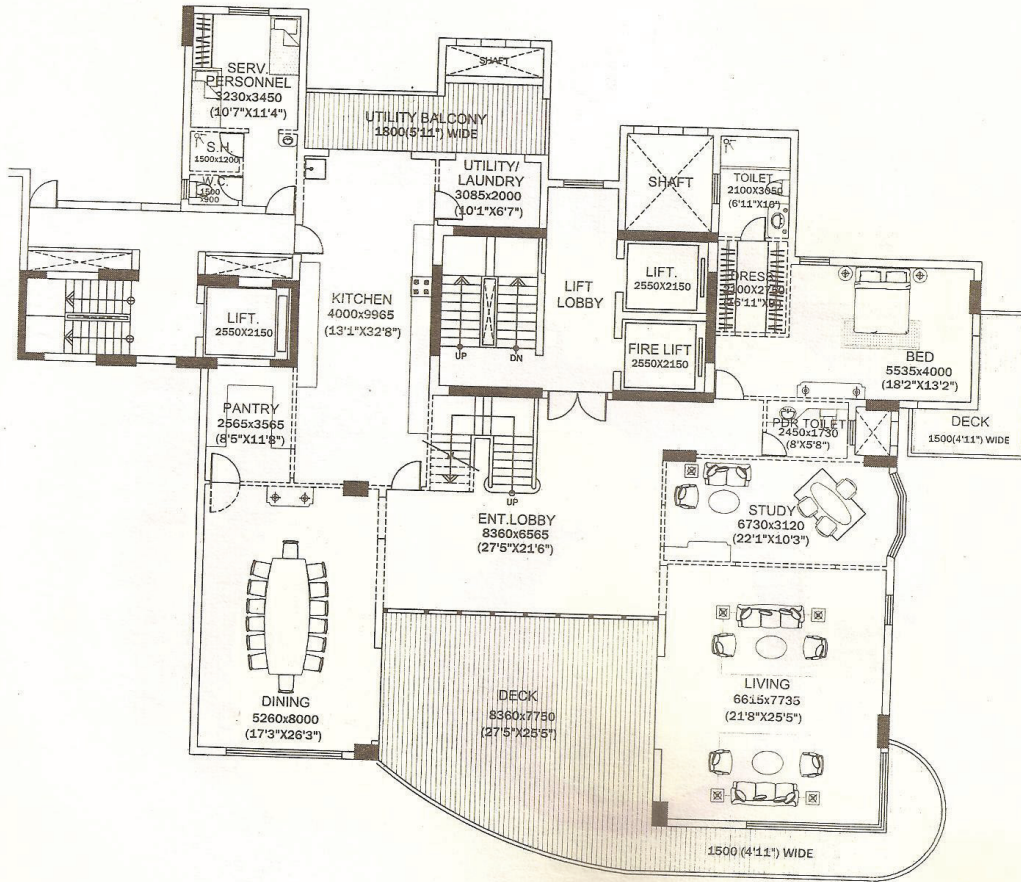 SERV.
PERSONNEL
3230x3450
(10'7"X11'4")
SHAFT
UTILITY BALCONY
1800(5'11") WIDE
S.H.
1500x1200
W.C.
1500
x900
UTILITY/
LAUNDRY
3085x2000
(10'1"X6'7")
SHAFT
TOILET
2100X3050
(6'11"X10')
LIFT.
2550X2150
KITCHEN
4000x9965
(13'1"X32'8")
UP
DN
LIFT
LOBBY
LIFT.
2550X2150
FIRE LIFT
2550X2150
DRESS
BED
5535x4000
(18'2"X13'2")
DECK
1500(4'11") WIDE
PANTRY
2565x3565
(8'5"X11'8")
PDR TOILET
2450x1730
(8'X5'8")
UP
ENT.LOBBY
8360x6565
(27'5"X21'6")
STUDY
6730x3120
(22'1"X10'3")
DINING
5260x8000
(17'3"X26'3")
DECK
8360x7750
(27'5"X25'5")
LIVING
6615x7735
(21'8"X25'5")
1500 (4'11") WIDE